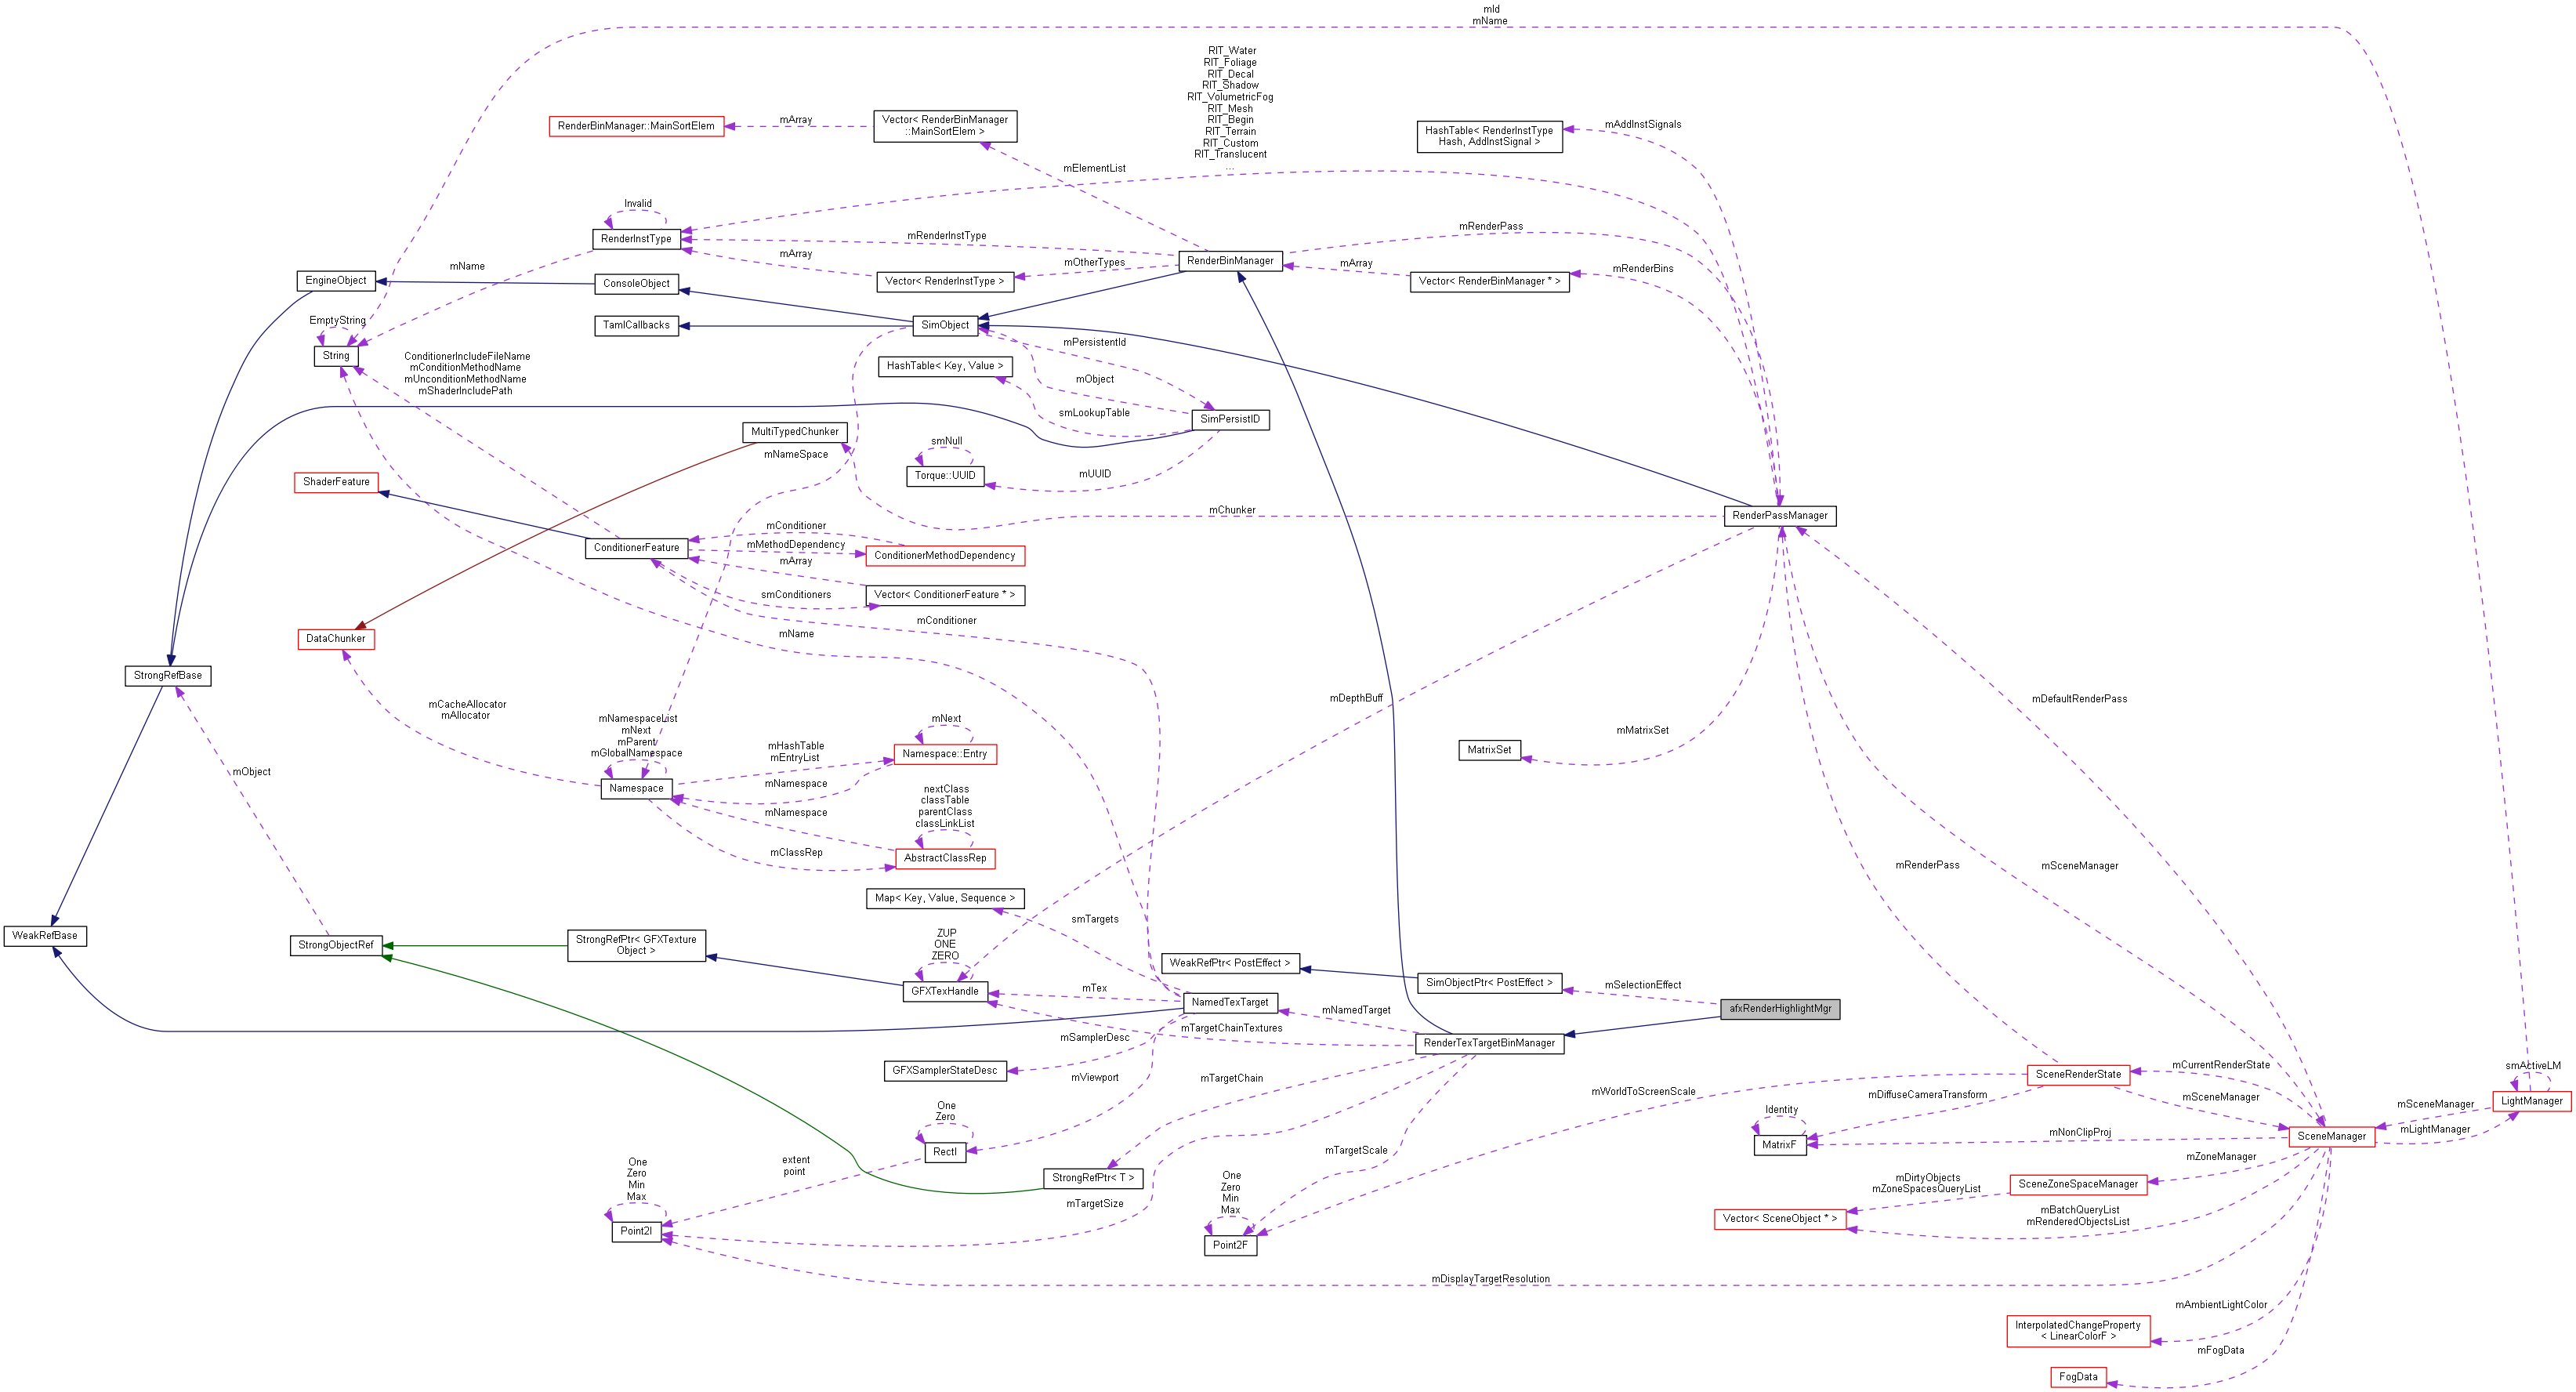 mId
mName
RIT_Water
RIT_Foliage
RIT_Decal
RIT_Shadow
RIT_VolumetricFog
RIT_Mesh
RIT_Begin
RIT_Terrain
RIT_Custom
RIT_Translucent
...
RenderBinManager::MainSortElem
mArray
Vector< RenderBinManager
::MainSortElem >
HashTable< RenderInstType
Hash, AddInstSignal >
mAddInstSignals
mElementList
Invalid
RenderInstType
mRenderInstType
mRenderPass
mName
mArray
mOtherTypes
RenderBinManager
mArray
mRenderBins
EngineObject
ConsoleObject
Vector< RenderInstType >
Vector< RenderBinManager * >
EmptyString
TamlCallbacks
SimObject
mPersistentId
String
ConditionerIncludeFileName
mConditionMethodName
mUnconditionMethodName
mShaderIncludePath
HashTable< Key, Value >
mObject
smLookupTable
SimPersistID
MultiTypedChunker
smNull
mNameSpace
Torque::UUID
mUUID
ShaderFeature
mChunker
RenderPassManager
mConditioner
ConditionerFeature
mMethodDependency
ConditionerMethodDependency
mArray
smConditioners
Vector< ConditionerFeature * >
mConditioner
DataChunker
mName
StrongRefBase
mDepthBuff
mDefaultRenderPass
mCacheAllocator
mAllocator
mNamespaceList
mNext
mParent
mGlobalNamespace
mNext
mHashTable
mEntryList
Namespace::Entry
MatrixSet
mMatrixSet
mObject
Namespace
mNamespace
nextClass
classTable
parentClass
classLinkList
mNamespace
mClassRep
AbstractClassRep
mRenderPass
mSceneManager
Map< Key, Value, Sequence >
smTargets
WeakRefBase
StrongObjectRef
StrongRefPtr< GFXTexture
Object >
ZUP
ONE
ZERO
WeakRefPtr< PostEffect >
SimObjectPtr< PostEffect >
mSelectionEffect
GFXTexHandle
mTex
NamedTexTarget
mNamedTarget
afxRenderHighlightMgr
mTargetChainTextures
RenderTexTargetBinManager
mSamplerDesc
GFXSamplerStateDesc
mViewport
mTargetChain
mWorldToScreenScale
SceneRenderState
mCurrentRenderState
smActiveLM
mDiffuseCameraTransform
mSceneManager
mSceneManager
LightManager
One
Zero
Identity
MatrixF
mNonClipProj
SceneManager
mLightManager
RectI
extent
point
mTargetScale
mZoneManager
One
Zero
Min
Max
StrongRefPtr< T >
One
Zero
Min
Max
mDirtyObjects
mZoneSpacesQueryList
SceneZoneSpaceManager
mTargetSize
Vector< SceneObject * >
mBatchQueryList
mRenderedObjectsList
Point2I
Point2F
mDisplayTargetResolution
mAmbientLightColor
InterpolatedChangeProperty
< LinearColorF >
mFogData
FogData